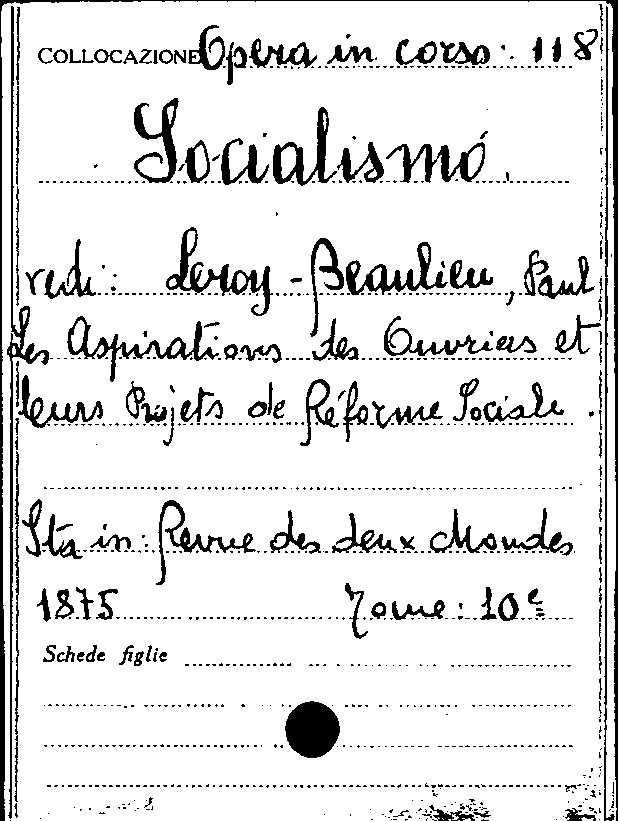 COLLOCAZIONE Opera in corso: 118
Socialismo.
vedi: Leroy-Beaulieu, Paul
Les Aspirations des Ouvriers et
leurs Projets de Réforme Sociale.
Sta in: Revue des deux Mondes
1875 Tome: 10e
Schede figlie